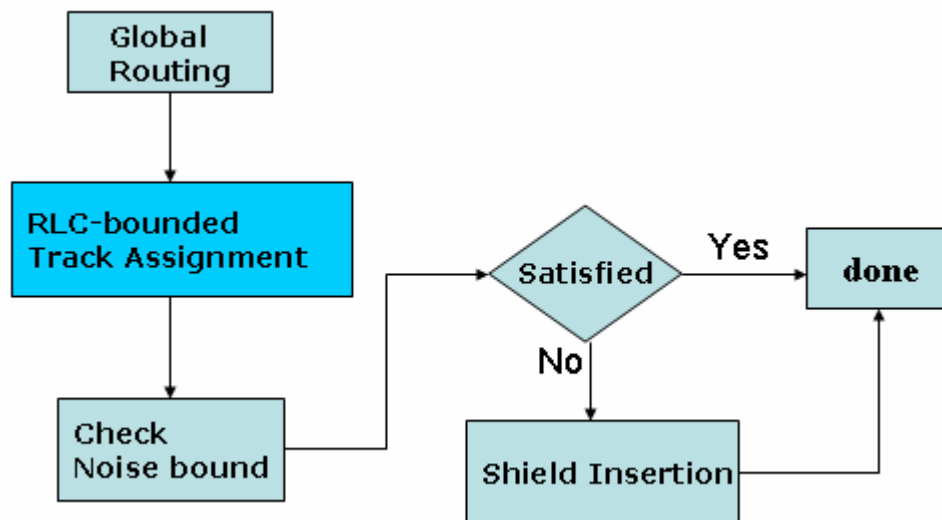 Global
Routing
RLC-bounded
Track Assignment
Check
Noise bound
Satisfied
Yes
done
No
Shield Insertion